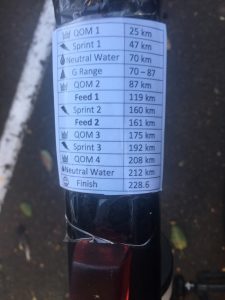 QOM 1 25 km
Sprint 1 47 km
Neutral Water 70 km
G Range 70 – 87
QOM 2 87 km
Feed 1 119 km
Sprint 2 160 km
Feed 2 161 km
QOM 3 175 km
Sprint 3 192 km
QOM 4 208 km
Neutral Water 212 km
Finish 228.6